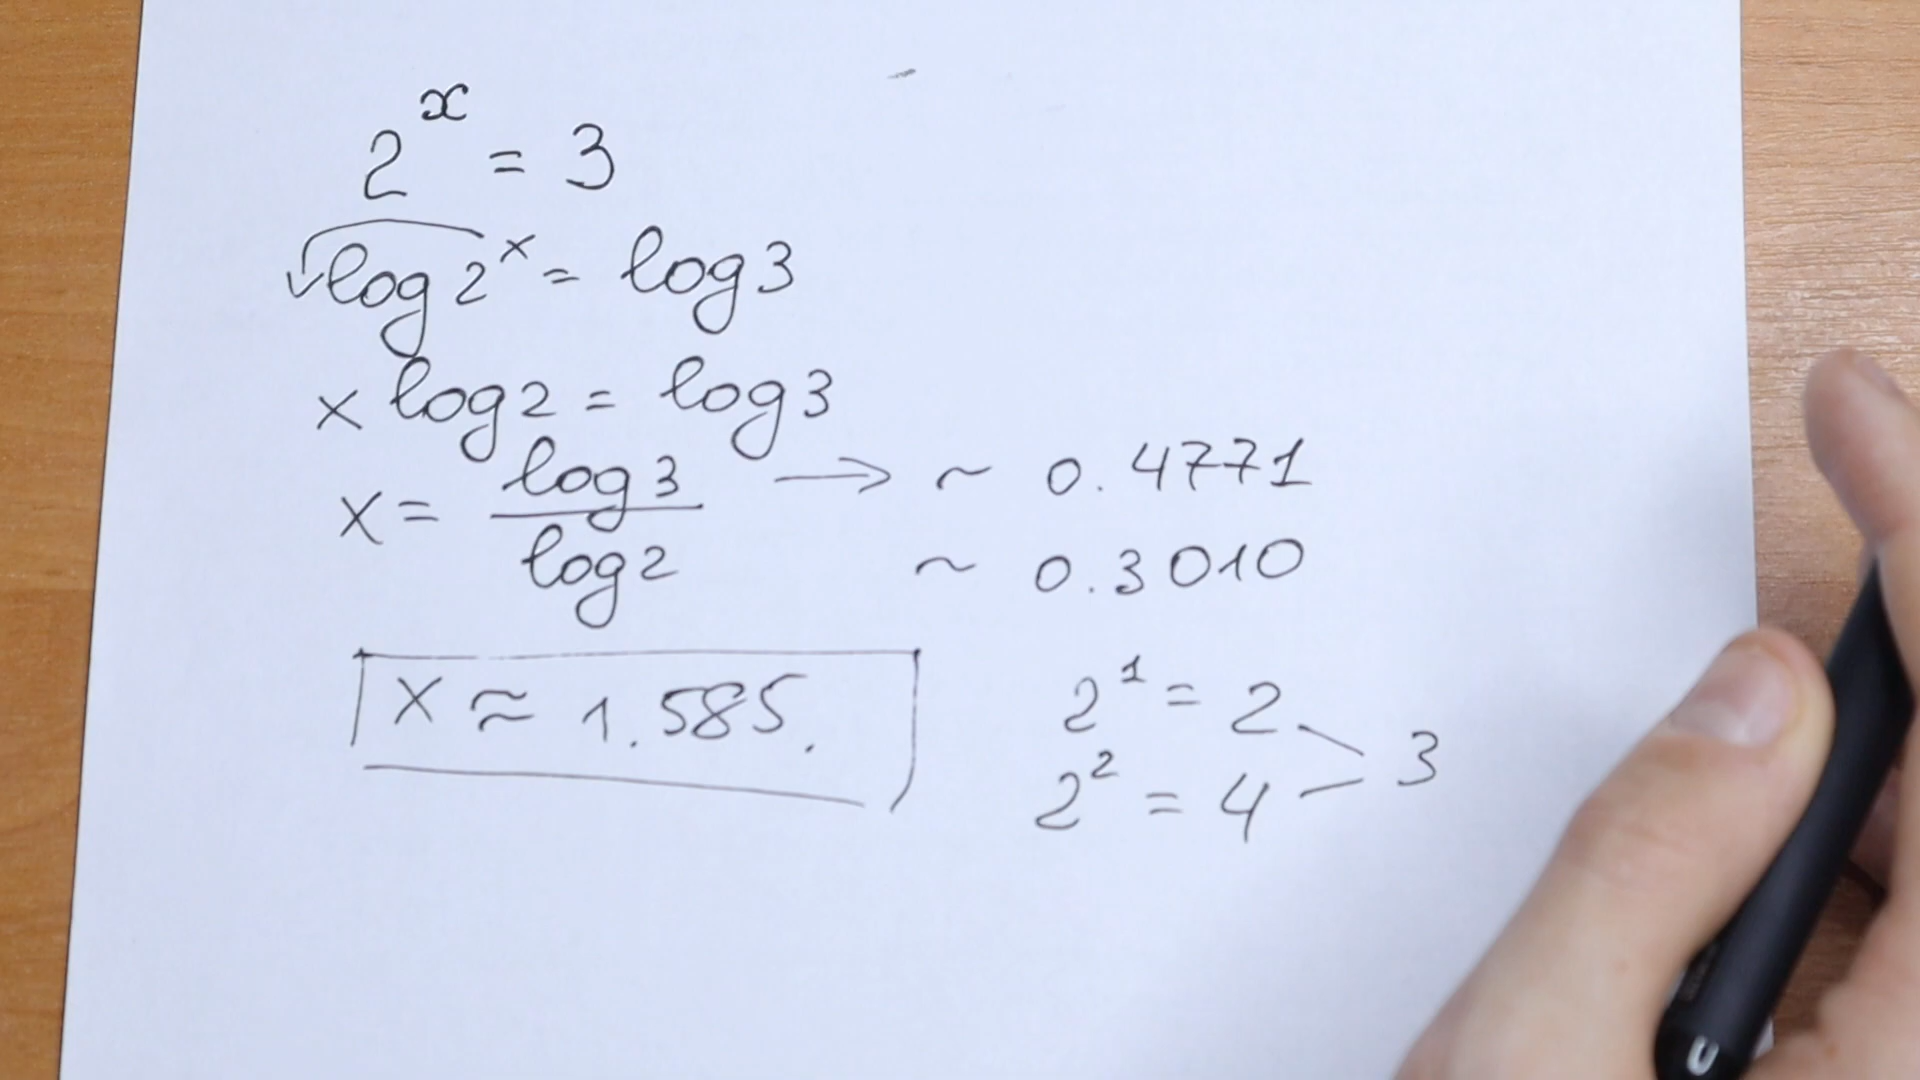 2^x = 3
log 2^x = log 3
x log 2 = log 3
x = log 3 / log 2 → ~ 0.4771
~ 0.3010
x ≈ 1.585.
2^1 = 2
2^2 = 4
3